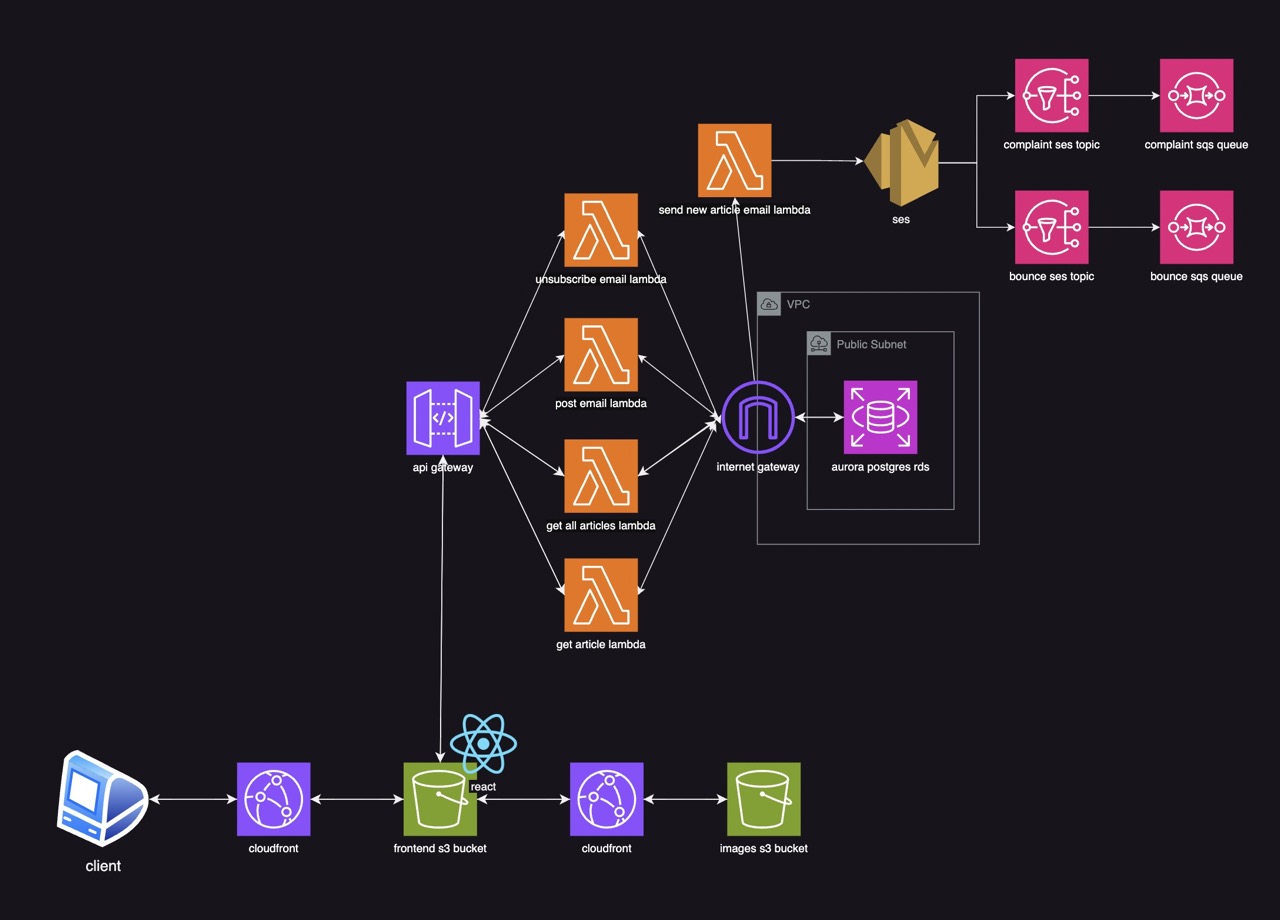 complaint ses topic
complaint sqs queue
send new article email lambda
ses
bounce ses topic
bounce sqs queue
unsubscribe email lambda
VPC
Public Subnet
post email lambda
</>
api gateway
internet gateway
aurora postgres rds
get all articles lambda
get article lambda
react
client
cloudfront
frontend s3 bucket
cloudfront
images s3 bucket